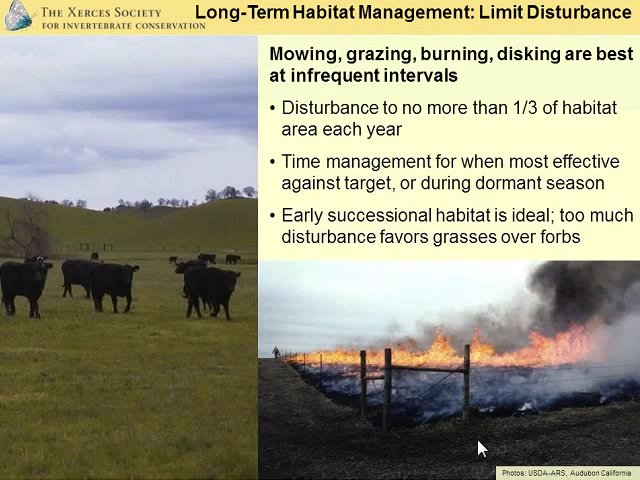 THE XERCES SOCIETY
FOR INVERTEBRATE CONSERVATION
Long-Term Habitat Management: Limit Disturbance
Mowing, grazing, burning, disking are best
at infrequent intervals
• Disturbance to no more than 1/3 of habitat
area each year
• Time management for when most effective
against target, or during dormant season
• Early successional habitat is ideal; too much
disturbance favors grasses over forbs
Photos: USDA-ARS, Audubon California